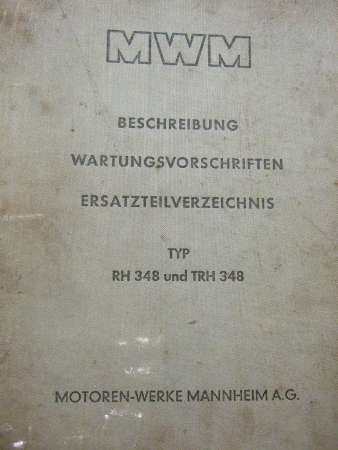 MWM
BESCHREIBUNG
WARTUNGSVORSCHRIFTEN
ERSATZTEILVERZEICHNIS
TYP
RH 348 und TRH 348
MOTOREN-WERKE MANNHEIM A.G.